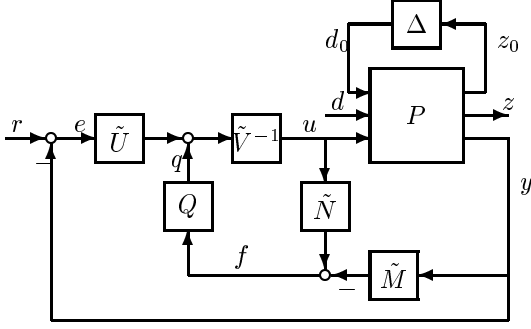 Δ
d₀ z₀
d P z
r e Ũ q Ṽ⁻¹ u
−
Q Ñ y
f − M̃